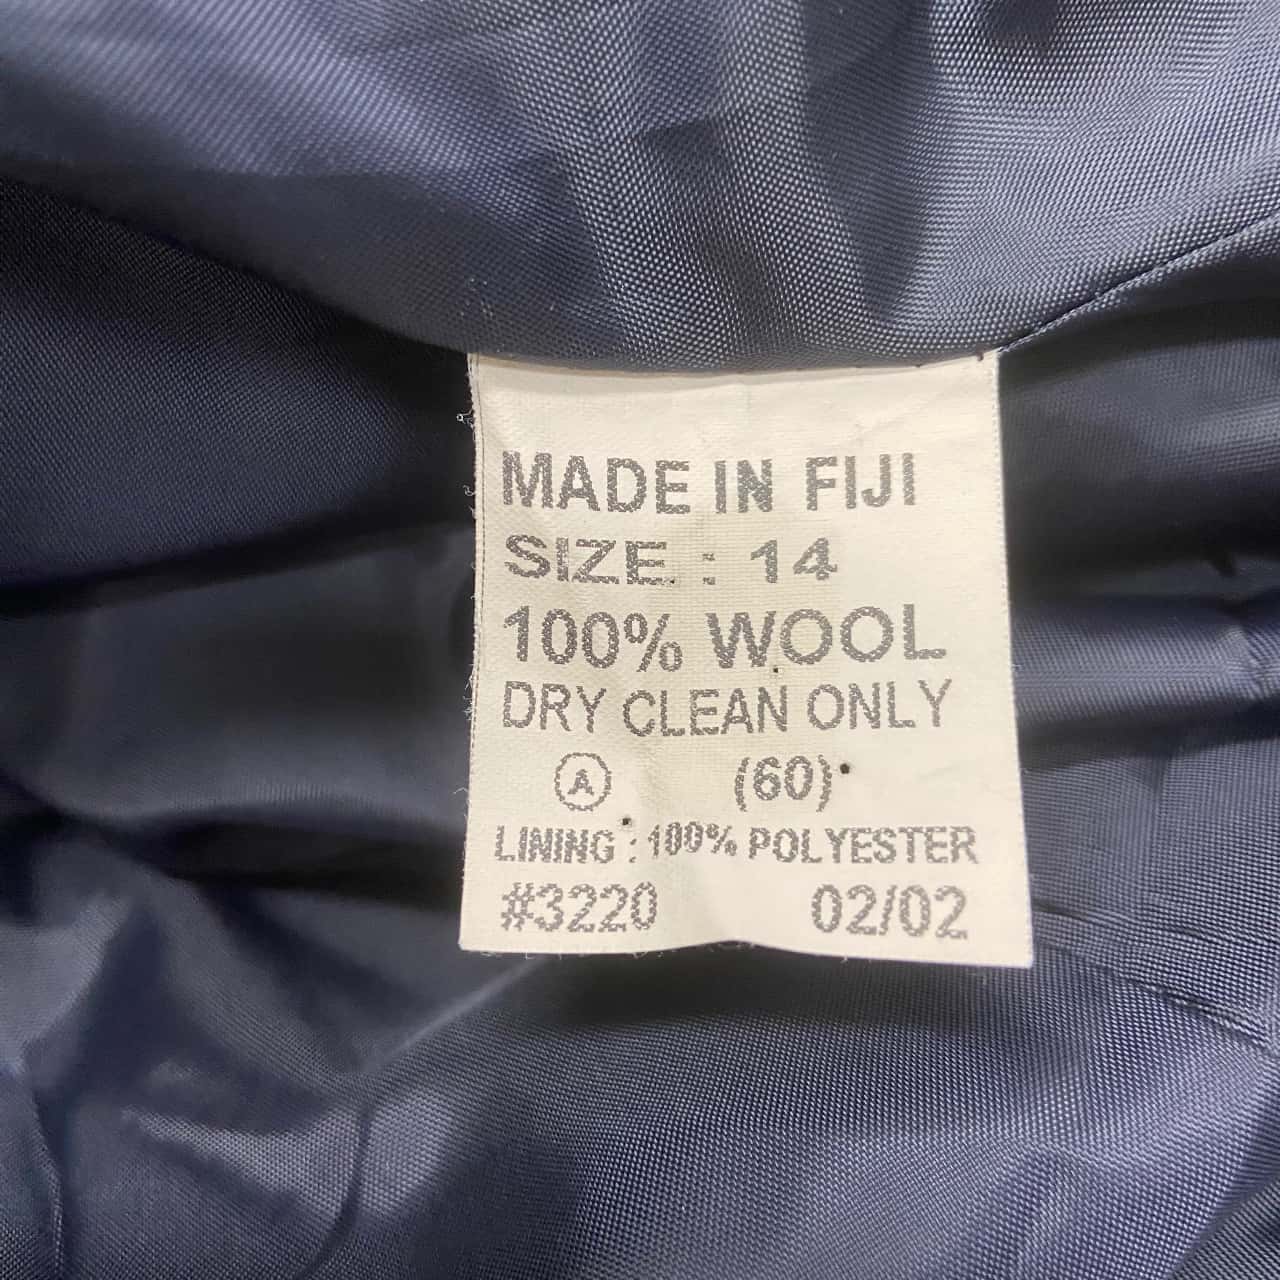 MADE IN FIJI
SIZE : 14
100% WOOL
DRY CLEAN ONLY
A (60)
LINING : 100% POLYESTER
#3220 02/02